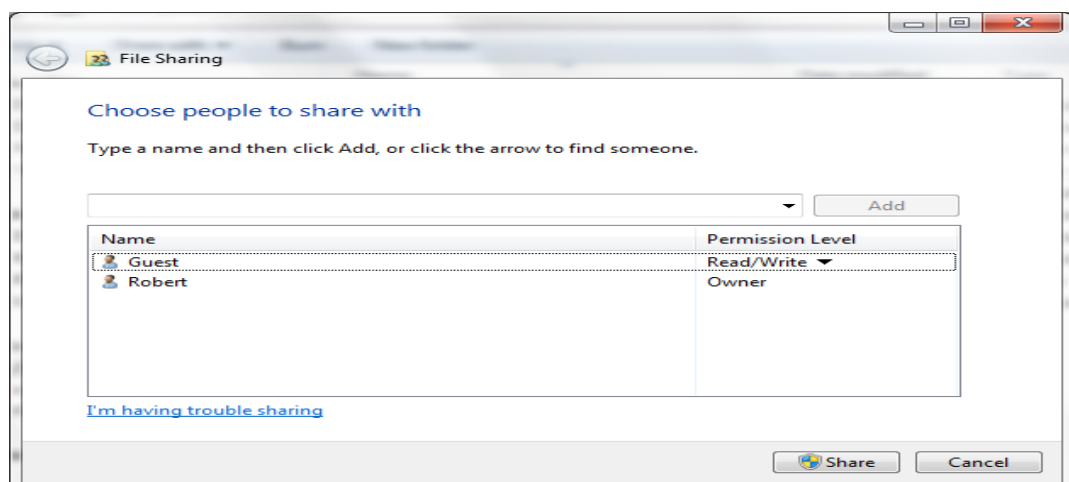 File Sharing
Choose people to share with
Type a name and then click Add, or click the arrow to find someone.
Add
Name Permission Level
Guest Read/Write
Robert Owner
I'm having trouble sharing
Share Cancel